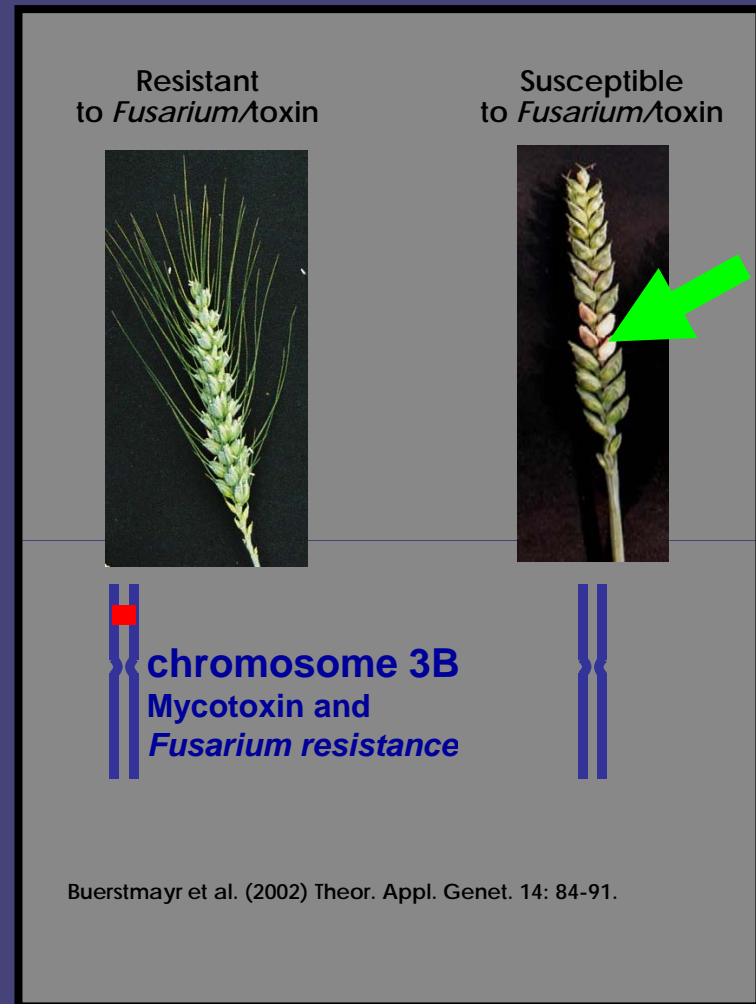 Resistant
to Fusarium/toxin
Susceptible
to Fusarium/toxin
chromosome 3B
Mycotoxin and
Fusarium resistance
Buerstmayr et al. (2002) Theor. Appl. Genet. 14: 84-91.